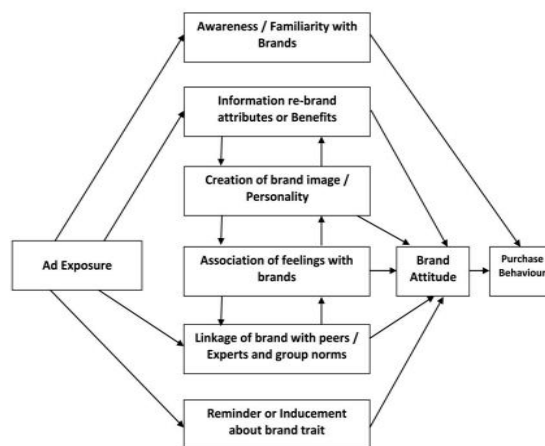 Awareness / Familiarity with
Brands
Information re-brand
attributes or Benefits
Creation of brand image /
Personality
Ad Exposure
Association of feelings with
brands
Brand
Attitude
Purchase
Behaviour
Linkage of brand with peers /
Experts and group norms
Reminder or Inducement
about brand trait